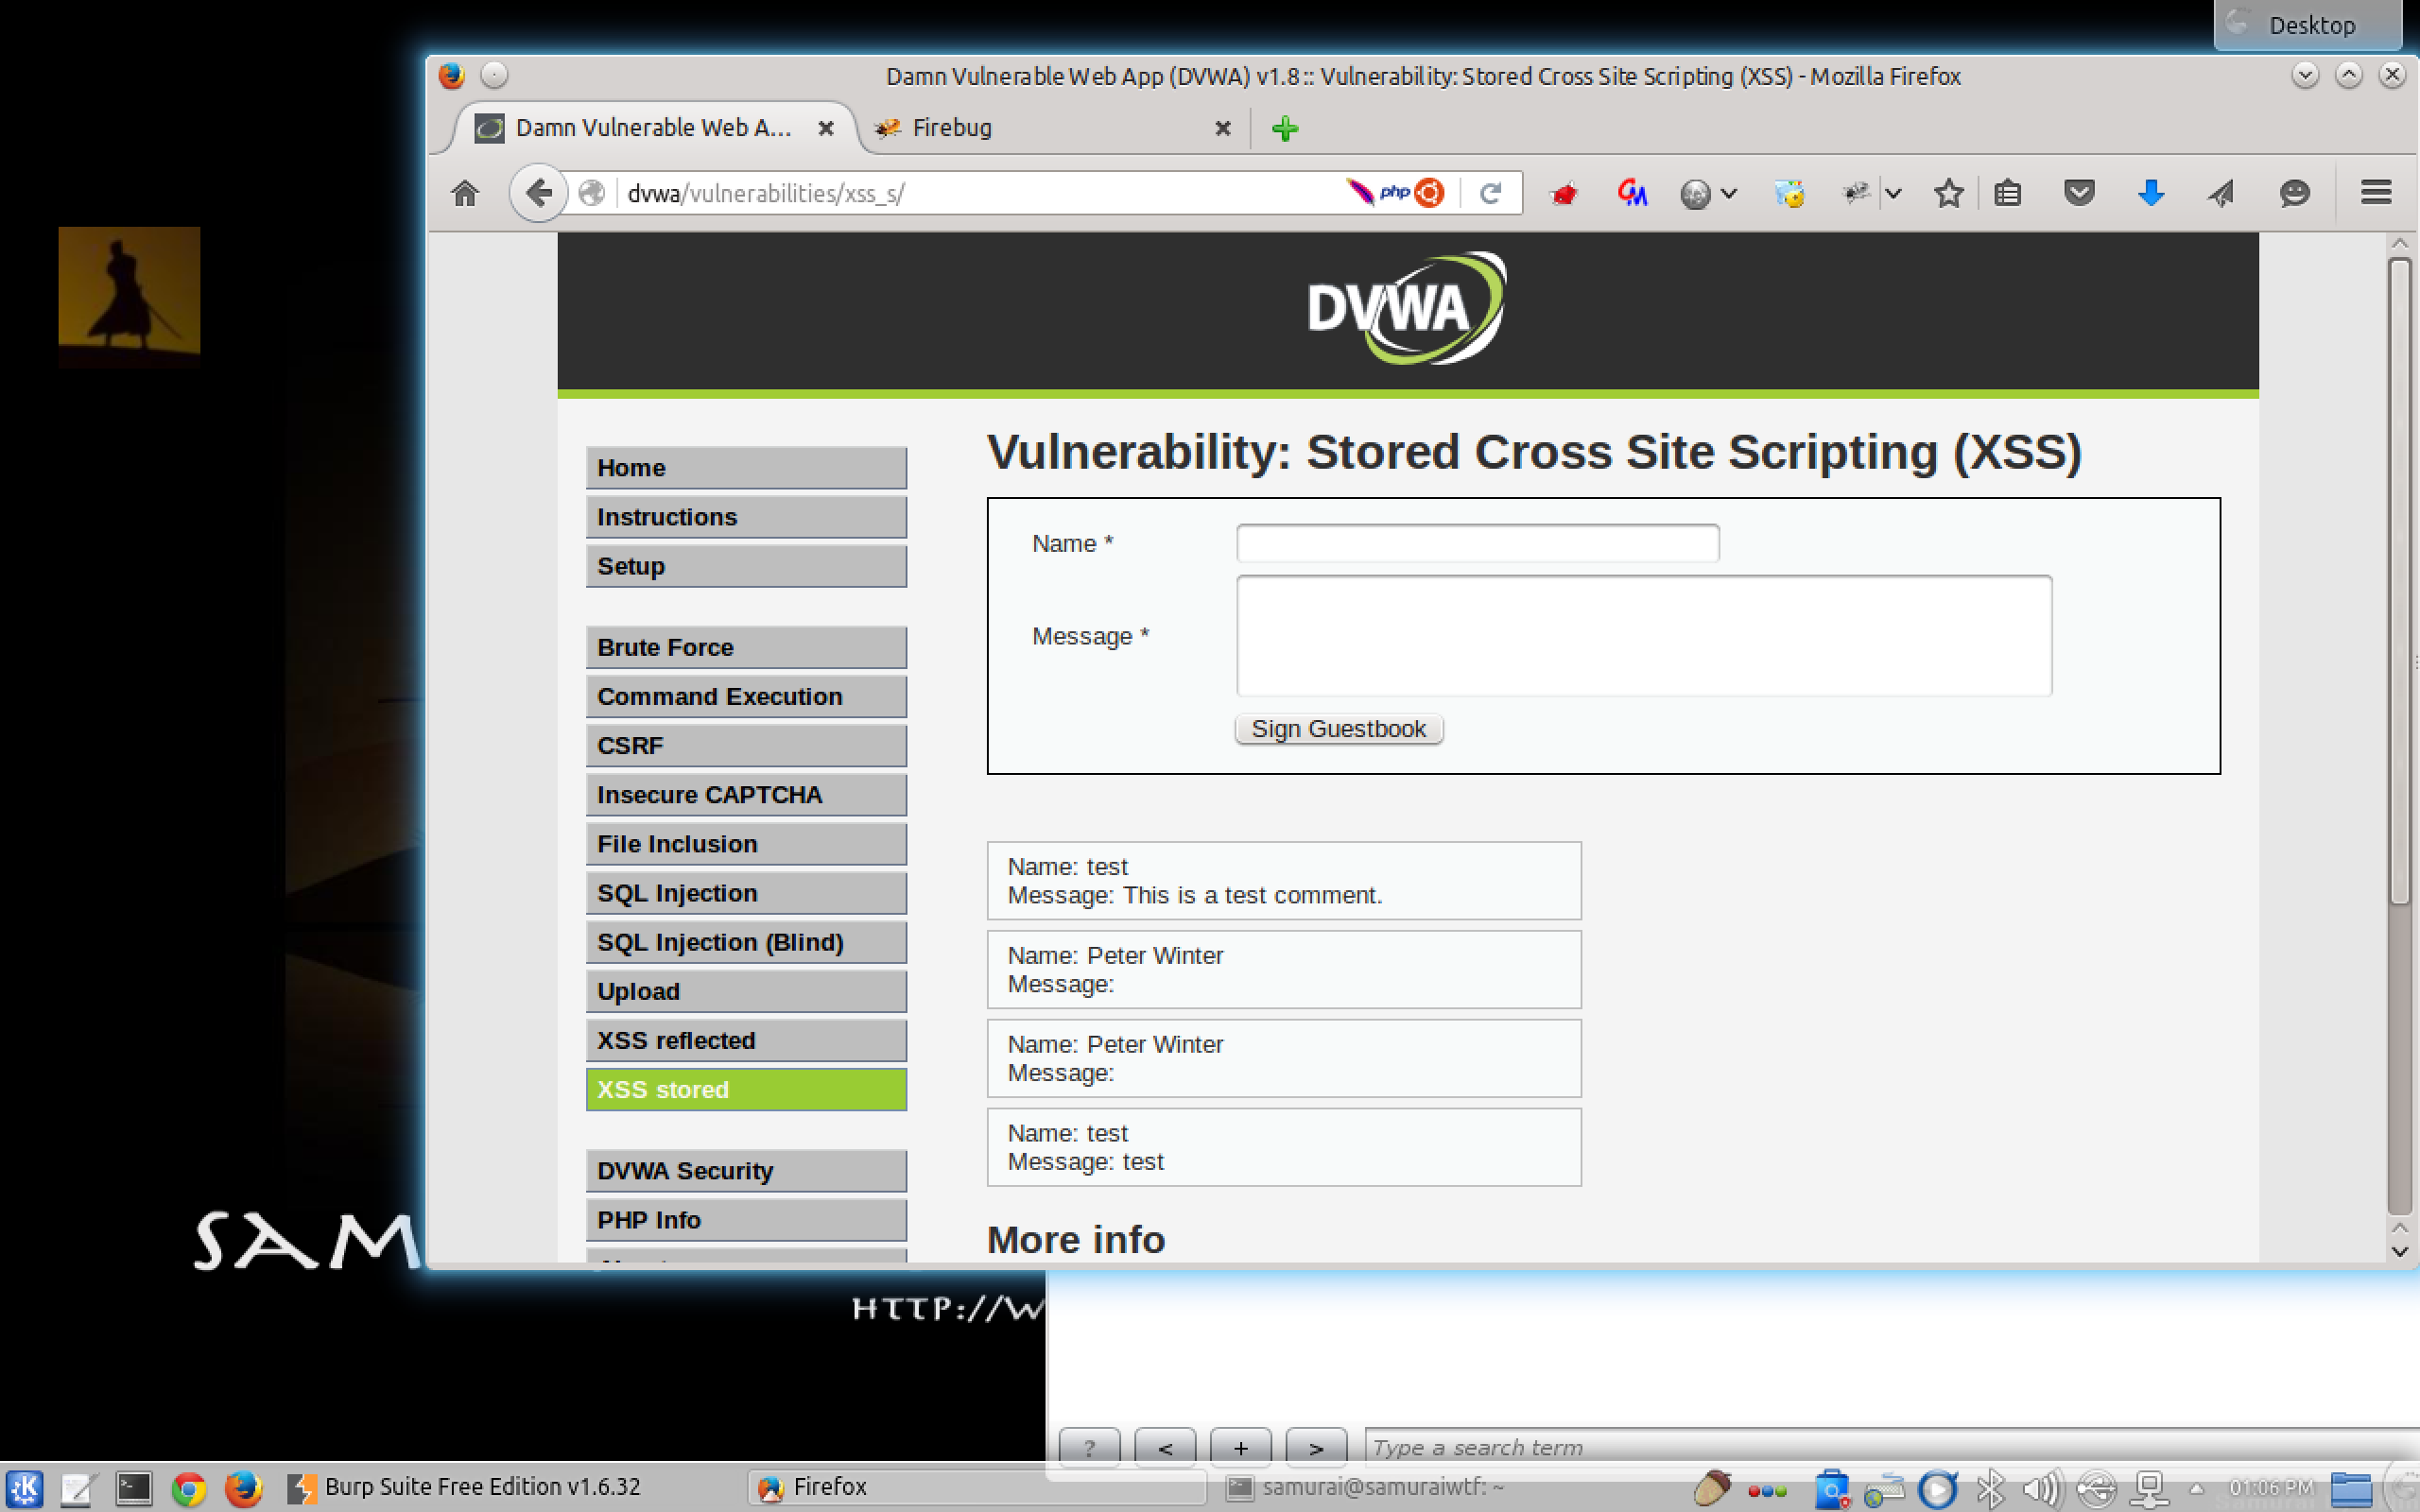 Desktop
Damn Vulnerable Web App (DVWA) v1.8 :: Vulnerability: Stored Cross Site Scripting (XSS) - Mozilla Firefox
Damn Vulnerable Web A...
Firebug
dvwa/vulnerabilities/xss_s/
php
DVWA
Home
Instructions
Setup
Brute Force
Command Execution
CSRF
Insecure CAPTCHA
File Inclusion
SQL Injection
SQL Injection (Blind)
Upload
XSS reflected
XSS stored
DVWA Security
PHP Info
Vulnerability: Stored Cross Site Scripting (XSS)
Name *
Message *
Sign Guestbook
Name: test
Message: This is a test comment.
Name: Peter Winter
Message:
Name: Peter Winter
Message:
Name: test
Message: test
More info
SAM
HTTP://W
? < + >
Type a search term
Burp Suite Free Edition v1.6.32
Firefox
samurai@samuraiwtf: ~
01:06 PM